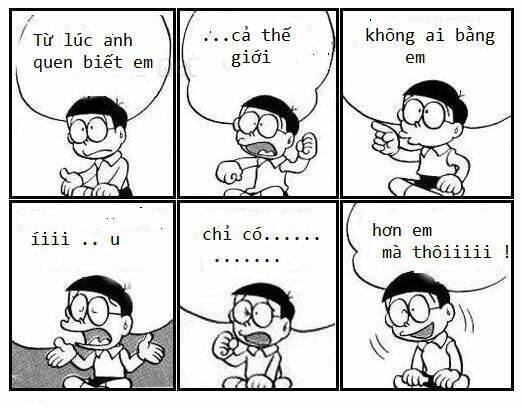 Từ lúc anh
quen biết em
...cả thế
giới
không ai bằng
em
íiii .. u
chỉ có......
.......
hơn em
mà thôiiiii !